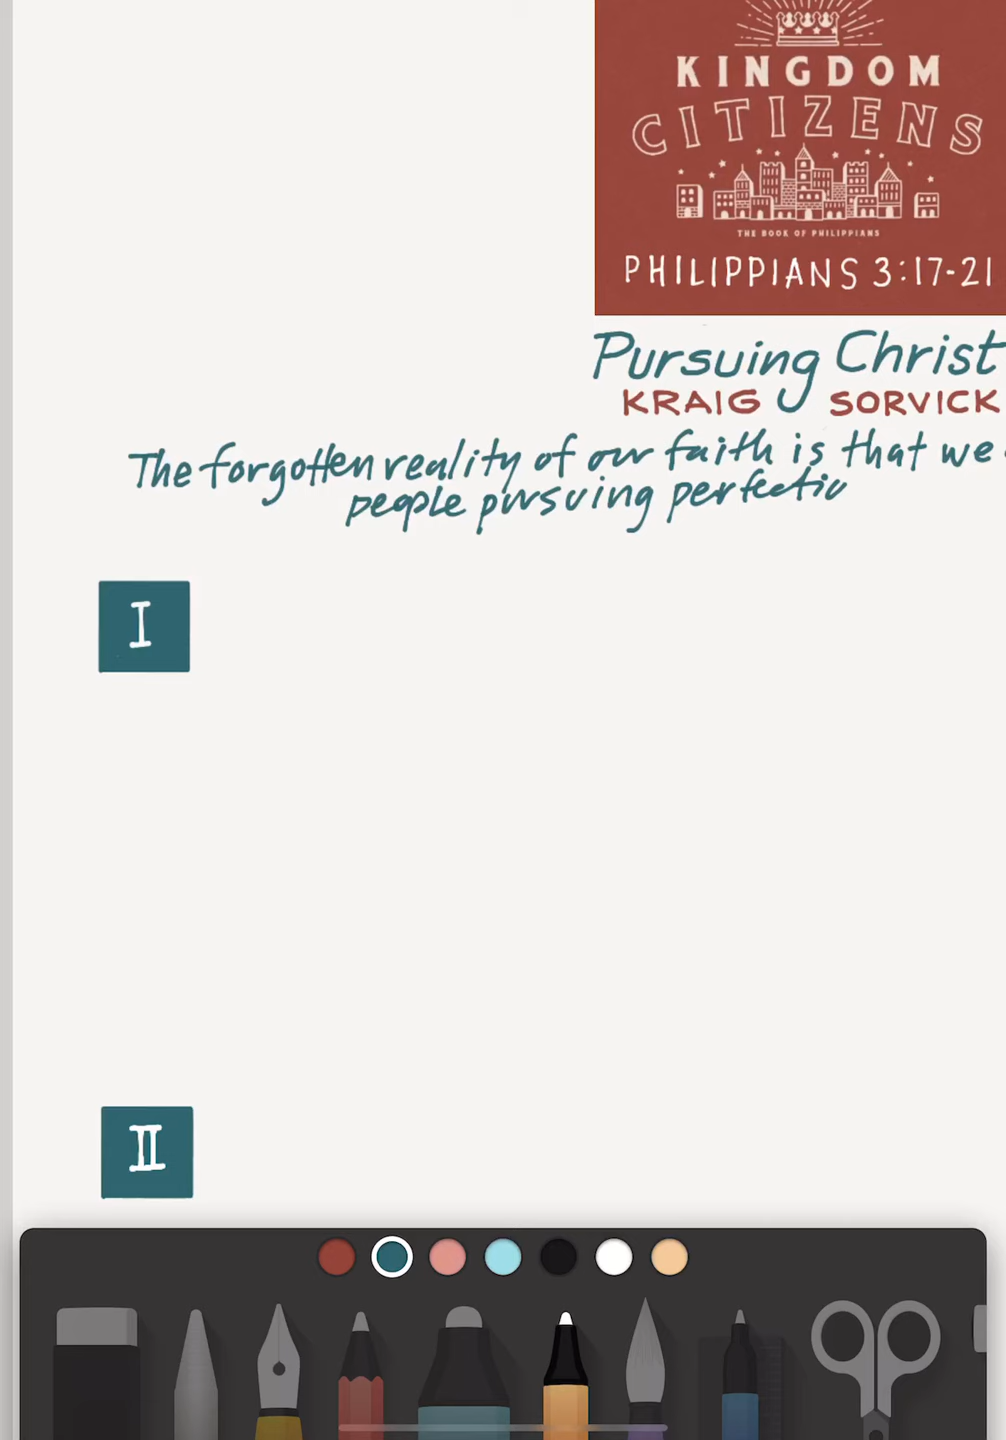 KINGDOM
CITIZENS
THE BOOK OF PHILIPPIANS
PHILIPPIANS 3:17-21
Pursuing Christ
KRAIG SORVICK
The forgotten reality of our faith is that we
people pursuing perfectio
I
II